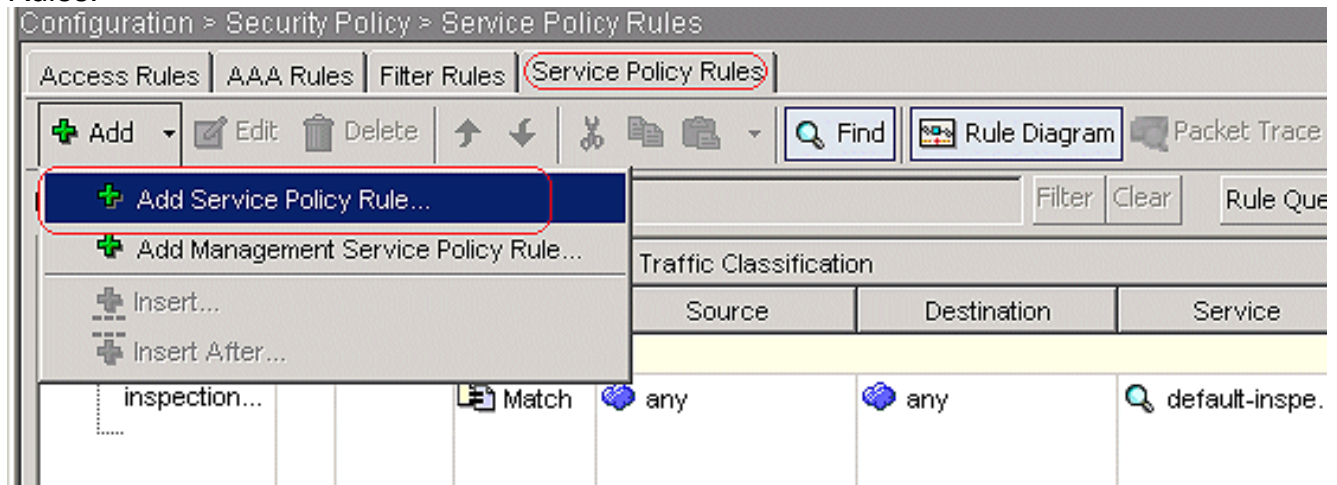 Rules.
Configuration > Security Policy > Service Policy Rules
Access Rules AAA Rules Filter Rules Service Policy Rules
Add Edit Delete Find Rule Diagram Packet Trace
Add Service Policy Rule... Filter Clear Rule Que
Add Management Service Policy Rule... Traffic Classification
Insert... Source Destination Service
Insert After...
inspection... Match any any default-inspe.